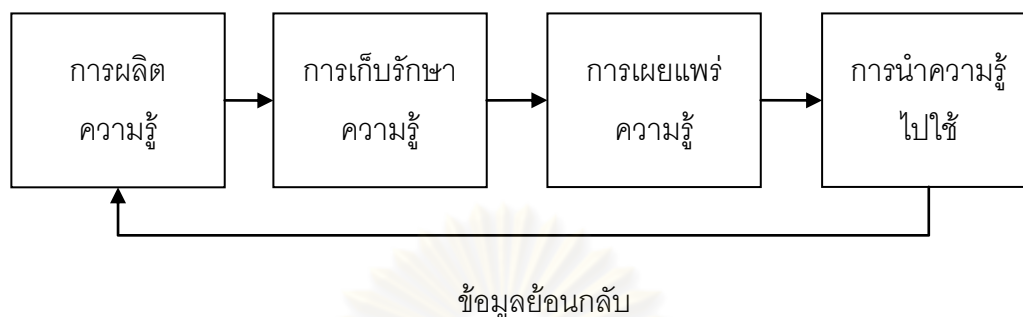 การผลิต
ความรู้
การเก็บรักษา
ความรู้
การเผยแพร่
ความรู้
การนำความรู้
ไปใช้
ข้อมูลย้อนกลับ